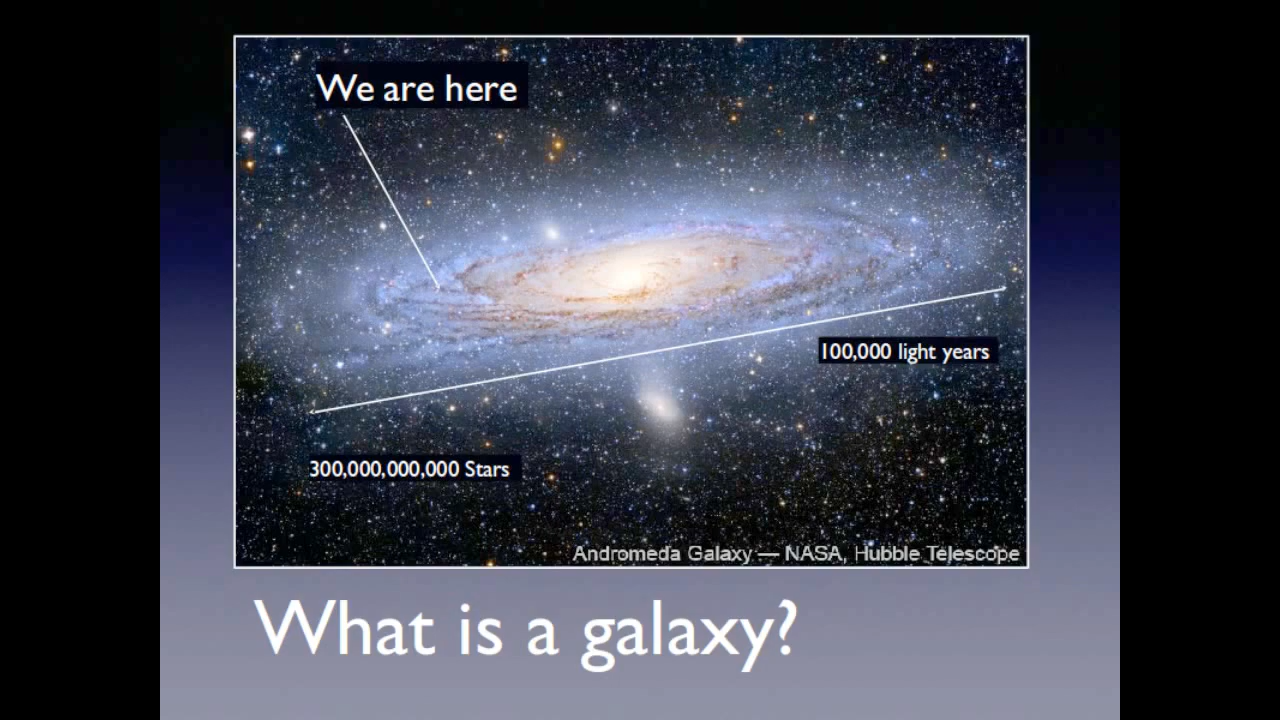 We are here
100,000 light years
300,000,000,000 Stars
Andromeda Galaxy — NASA, Hubble Telescope
What is a galaxy?